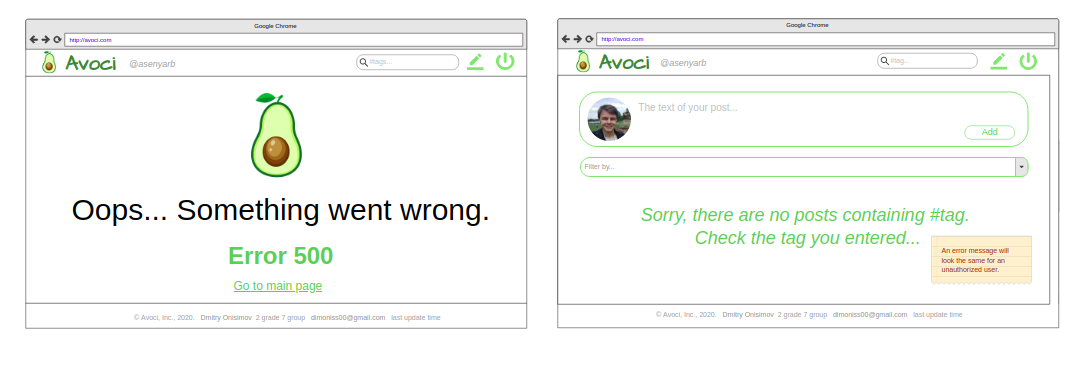 Google Chrome
http://avoci.com
Avoci @asenyarb #tags...
Oops... Something went wrong.
Error 500
Go to main page
© Avoci, Inc., 2020. Dmitry Onisimov 2 grade 7 group dimoniss00@gmail.com last update time
Google Chrome
http://avoci.com
Avoci @asenyarb #tag...
The text of your post...
Add
Filter by...
Sorry, there are no posts containing #tag.
Check the tag you entered...
An error message will
look the same for an
unauthorized user.
© Avoci, Inc., 2020. Dmitry Onisimov 2 grade 7 group dimoniss00@gmail.com last update time